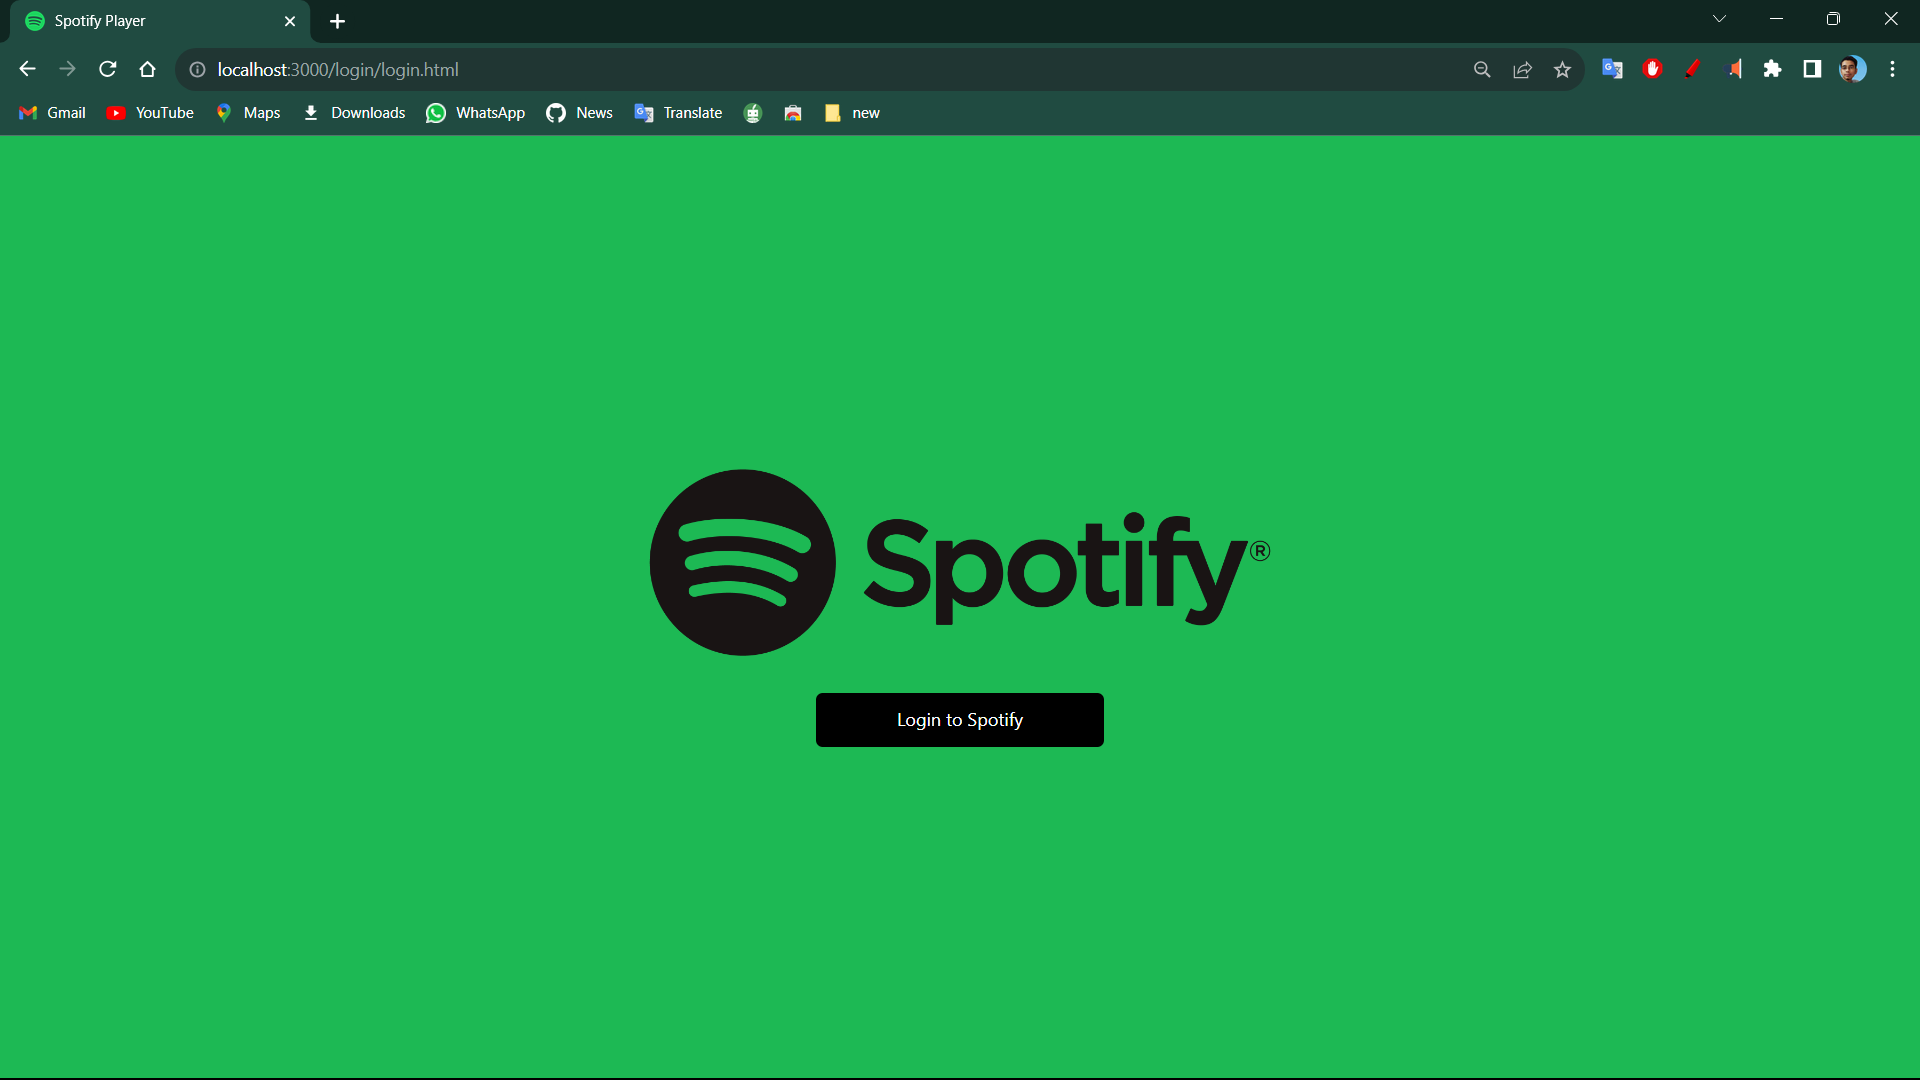 Spotify Player
localhost:3000/login/login.html
Gmail YouTube Maps Downloads WhatsApp News Translate new
Spotify®
Login to Spotify